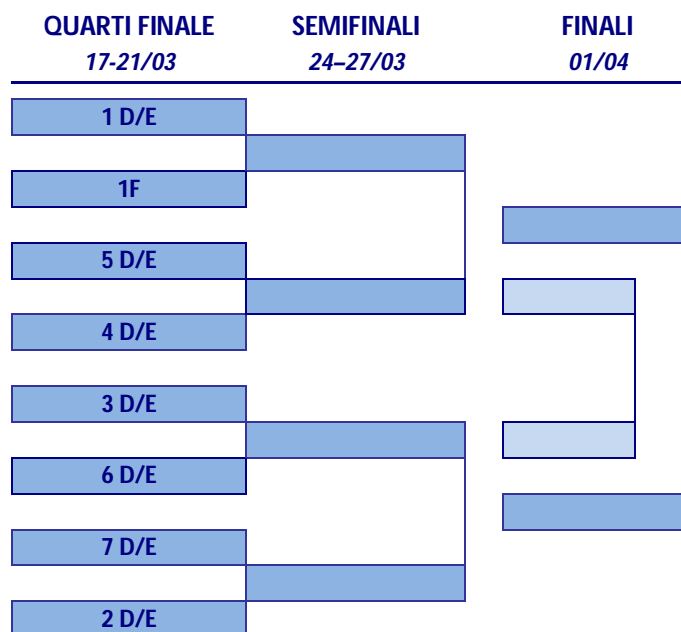 QUARTI FINALE SEMIFINALI FINALI
17-21/03 24–27/03 01/04
1 D/E
1F
5 D/E
4 D/E
3 D/E
6 D/E
7 D/E
2 D/E